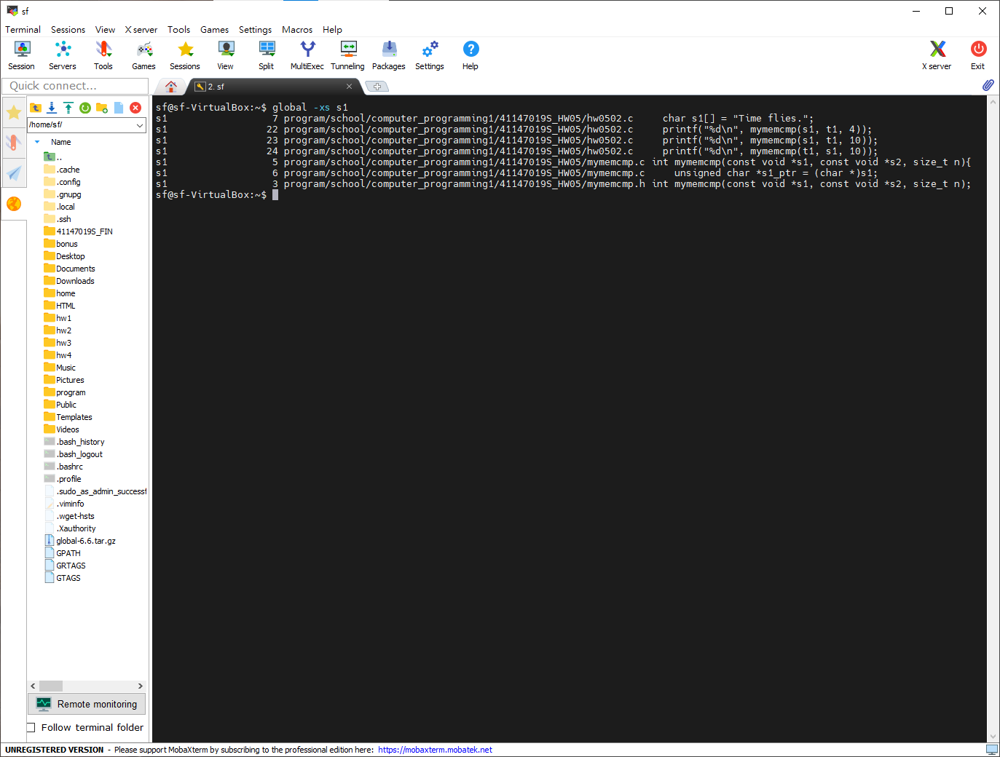 sf
Terminal Sessions View X server Tools Games Settings Macros Help
Session Servers Tools Games Sessions View Split MultiExec Tunneling Packages Settings Help X server Exit
Quick connect...
2. sf
/home/sf/
Name
..
.cache
.config
.gnupg
.local
.ssh
41147019S_FIN
bonus
Desktop
Documents
Downloads
home
HTML
hw1
hw2
hw3
hw4
Music
Pictures
program
Public
Templates
Videos
.bash_history
.bash_logout
.bashrc
.profile
.sudo_as_admin_successf
.viminfo
.wget-hsts
.Xauthority
global-6.6.tar.gz
GPATH
GRTAGS
GTAGS
Remote monitoring
Follow terminal folder
sf@sf-VirtualBox:~$ global -xs s1
s1 7 program/school/computer_programming1/41147019S_HW05/hw0502.c char s1[] = "Time flies.";
s1 22 program/school/computer_programming1/41147019S_HW05/hw0502.c printf("%d\n", mymemcmp(s1, t1, 4));
s1 23 program/school/computer_programming1/41147019S_HW05/hw0502.c printf("%d\n", mymemcmp(s1, t1, 10));
s1 24 program/school/computer_programming1/41147019S_HW05/hw0502.c printf("%d\n", mymemcmp(t1, s1, 10));
s1 5 program/school/computer_programming1/41147019S_HW05/mymemcmp.c int mymemcmp(const void *s1, const void *s2, size_t n){
s1 6 program/school/computer_programming1/41147019S_HW05/mymemcmp.c unsigned char *s1_ptr = (char *)s1;
s1 3 program/school/computer_programming1/41147019S_HW05/mymemcmp.h int mymemcmp(const void *s1, const void *s2, size_t n);
sf@sf-VirtualBox:~$
UNREGISTERED VERSION - Please support MobaXterm by subscribing to the professional edition here: https://mobaxterm.mobatek.net